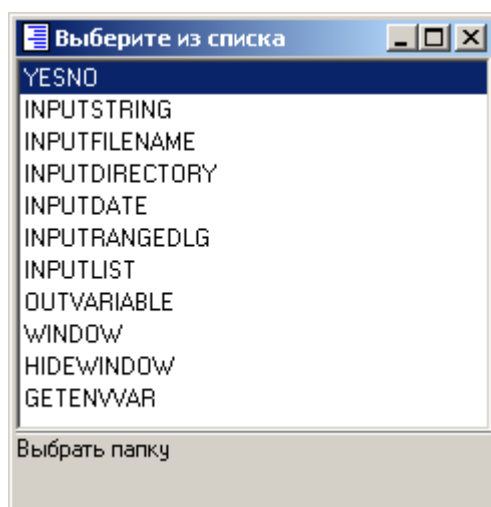 Выберите из списка
YESNO
INPUTSTRING
INPUTFILENAME
INPUTDIRECTORY
INPUTDATE
INPUTRANGEDLG
INPUTLIST
OUTVARIABLE
WINDOW
HIDEWINDOW
GETENVVAR
Выбрать папку